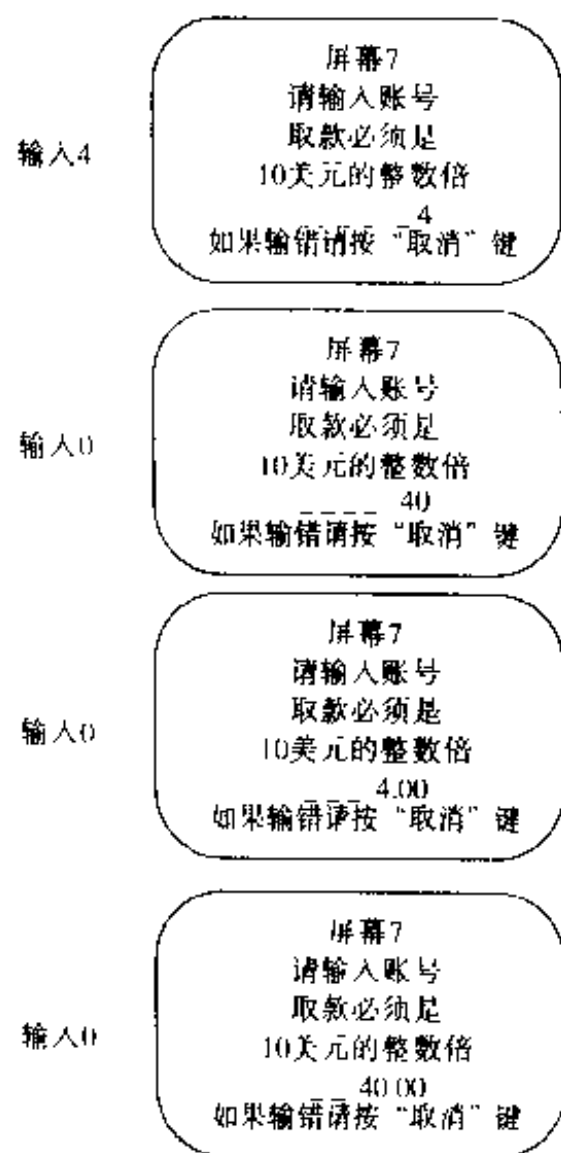 屏幕7
请输入账号
取款必须是
输入4
10美元的整数倍
_ _ _ _ _ 4
如果输错请按“取消”键
屏幕7
请输入账号
取款必须是
输入0
10美元的整数倍
_ _ _ _ 40
如果输错请按“取消”键
屏幕7
请输入账号
取款必须是
输入0
10美元的整数倍
_ _ _ 4.00
如果输错请按“取消”键
屏幕7
请输入账号
取款必须是
输入0
10美元的整数倍
_ _ 40.00
如果输错请按“取消”键